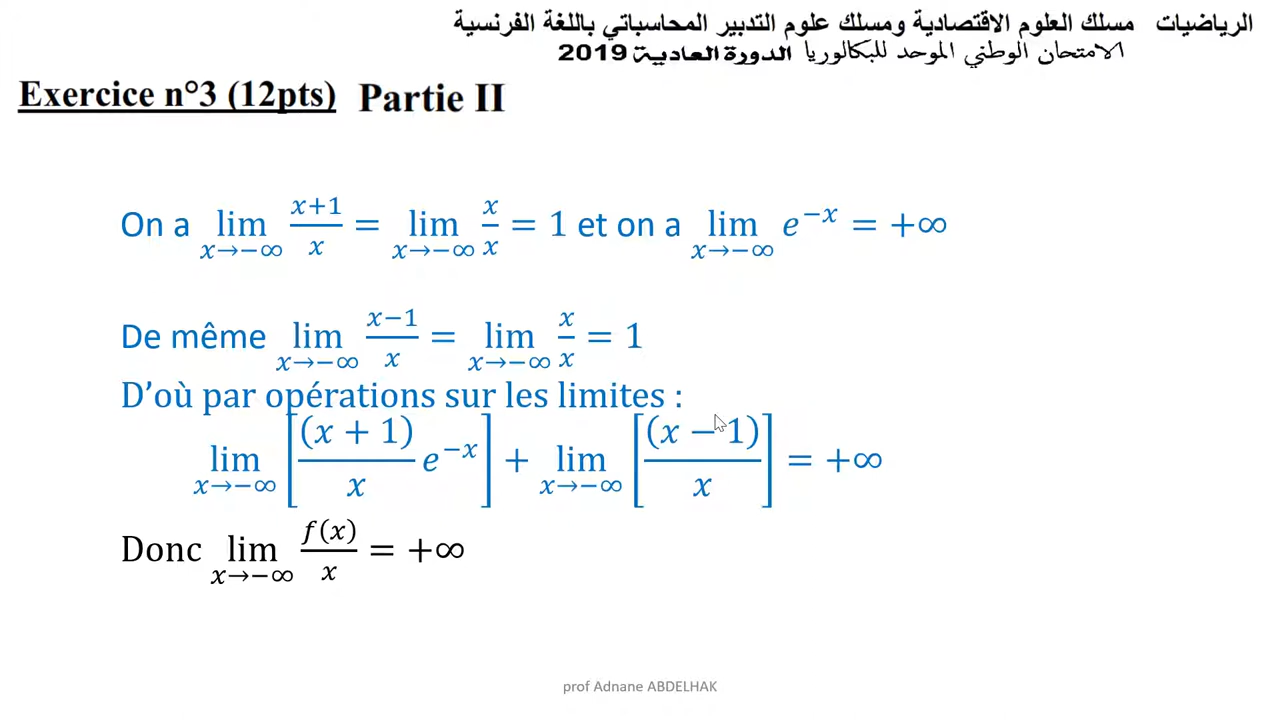 الرياضيات مسلك العلوم الاقتصادية ومسلك علوم التدبير المحاسباتي باللغة الفرنسية
الامتحان الوطني الموحد للبكالوريا الدورة العادية 2019
Exercice n°3 (12pts) Partie II
On a lim_{x→−∞} (x+1)/x = lim_{x→−∞} x/x = 1 et on a lim_{x→−∞} e^{−x} = +∞
De même lim_{x→−∞} (x−1)/x = lim_{x→−∞} x/x = 1
D’où par opérations sur les limites :
lim_{x→−∞} [(x + 1)/x e^{−x}] + lim_{x→−∞} [(x − 1)/x] = +∞
Donc lim_{x→−∞} f(x)/x = +∞
prof Adnane ABDELHAK